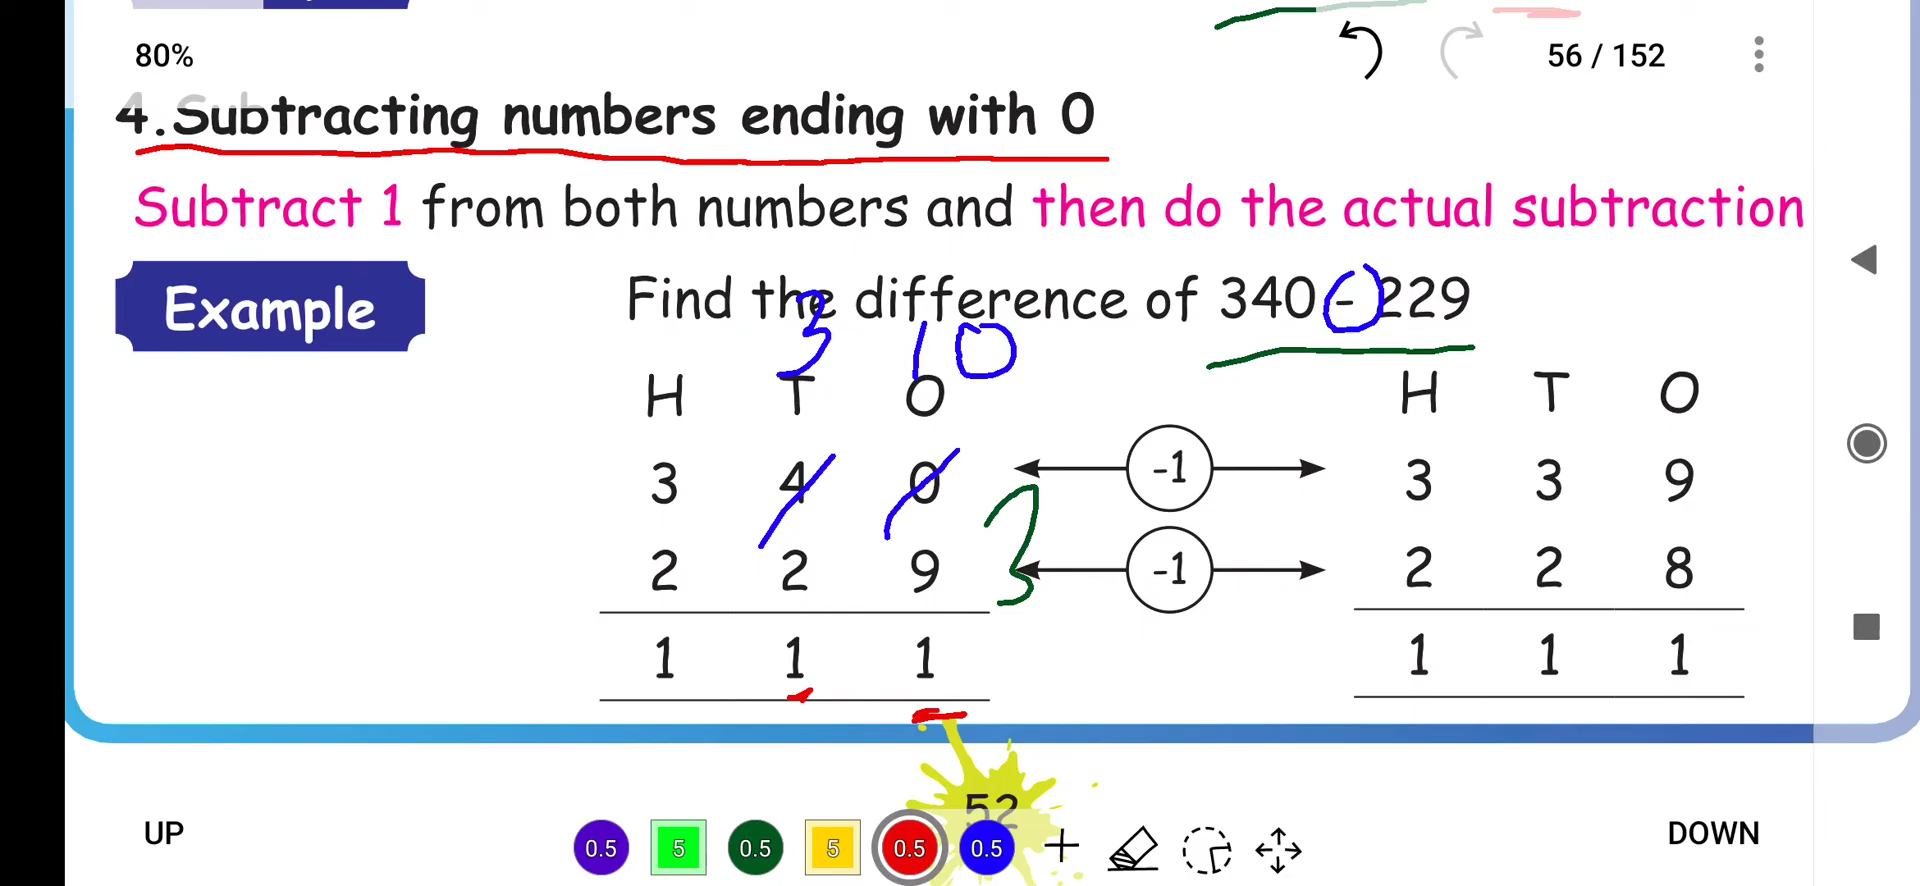 80%
56 / 152
4.Subtracting numbers ending with 0
Subtract 1 from both numbers and then do the actual subtraction
Example
Find the difference of 340 - 229
3 10
H T O H T O
3 4 0 -1 3 3 9
3
2 2 9 -1 2 2 8
1 1 1 1 1 1
52
UP
DOWN
0.5 5 0.5 5 0.5 0.5